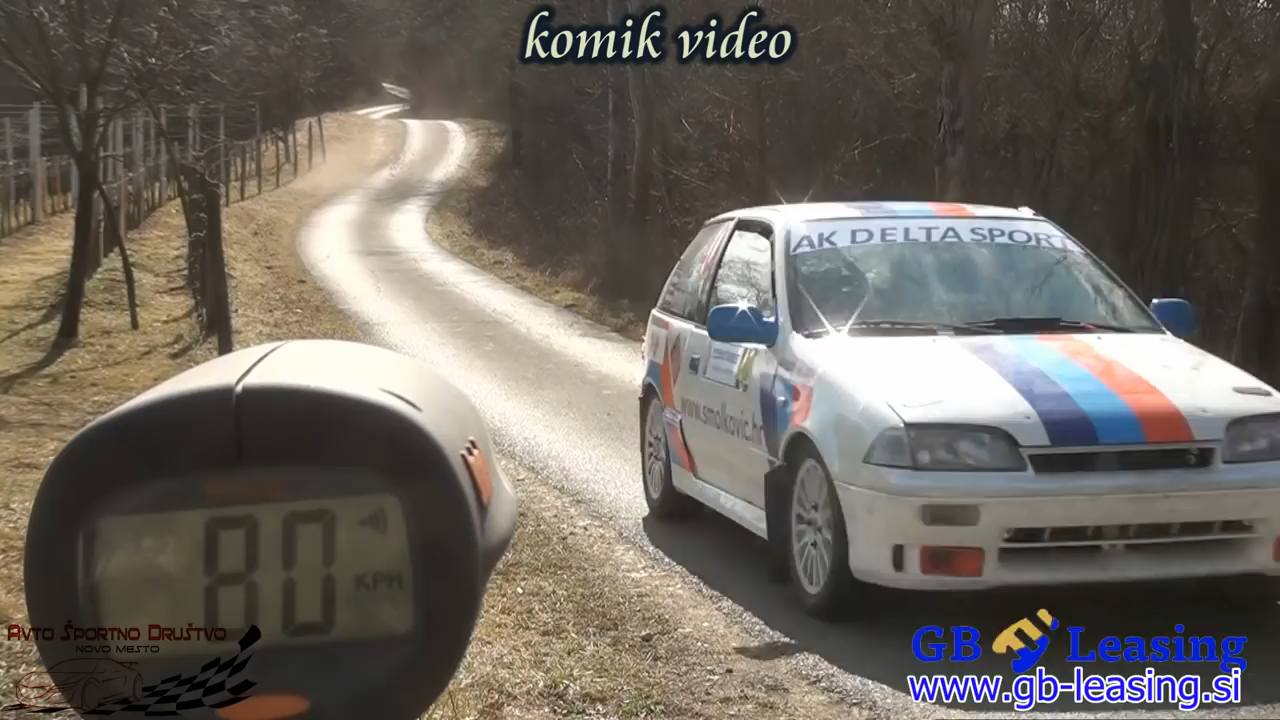 komik video
AK DELTA SPORT
www.smolkovic.hr
80
KPH
AVTO ŠPORTNO DRUŠTVO
NOVO MESTO
GB Leasing
www.gb-leasing.si